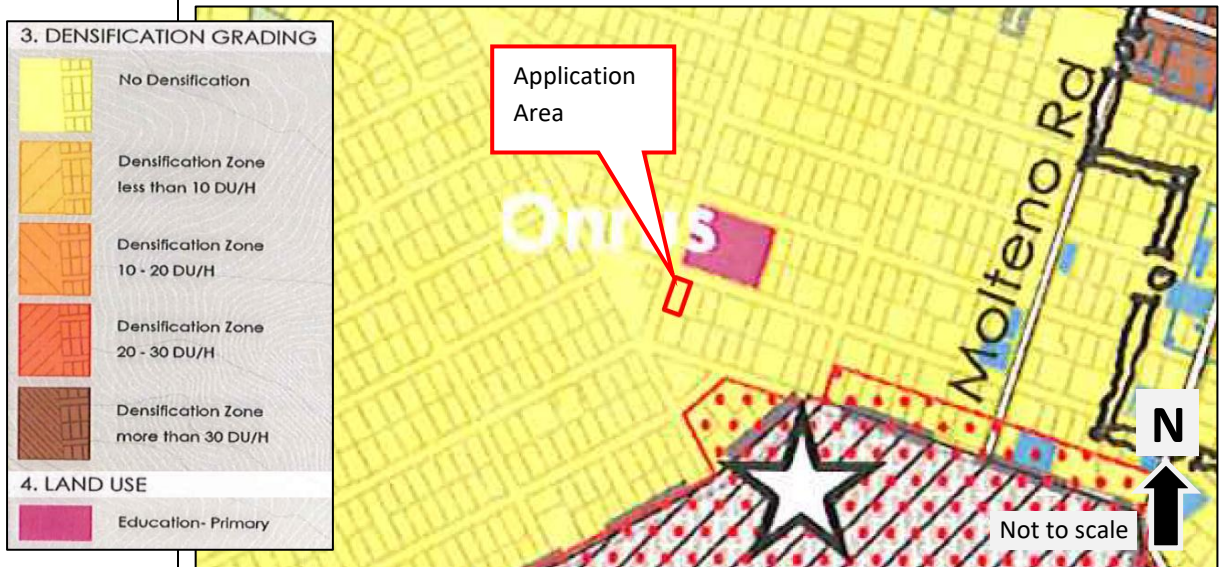 3. DENSIFICATION GRADING
No Densification
Densification Zone
less than 10 DU/H
Densification Zone
10 - 20 DU/H
Densification Zone
20 - 30 DU/H
Densification Zone
more than 30 DU/H
4. LAND USE
Education- Primary
Application
Area
Onrus
Molteno Rd
N
Not to scale